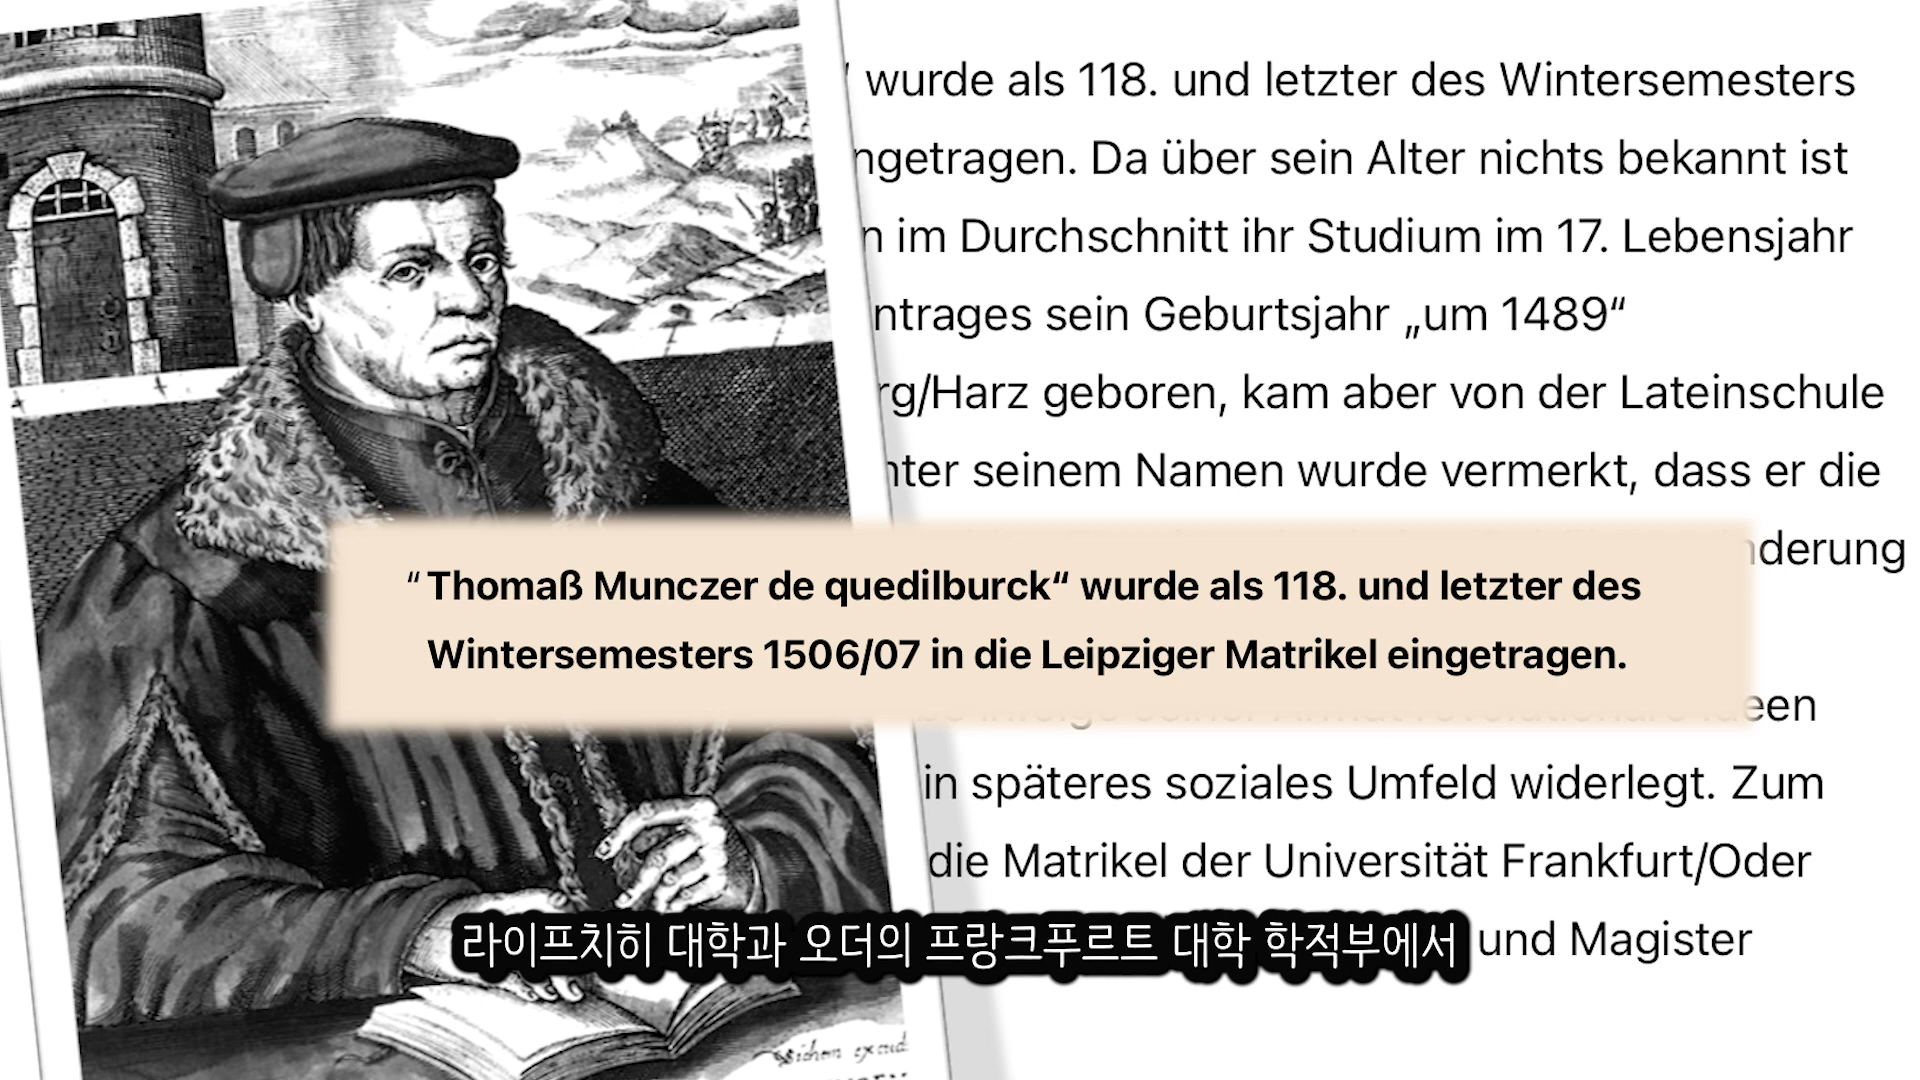 “ wurde als 118. und letzter des Wintersemesters
ngetragen. Da über sein Alter nichts bekannt ist
n im Durchschnitt ihr Studium im 17. Lebensjahr
ntrages sein Geburtsjahr „um 1489“
rg/Harz geboren, kam aber von der Lateinschule
nter seinem Namen wurde vermerkt, dass er die
nderung
“Thomaß Munczer de quedilburck“ wurde als 118. und letzter des
Wintersemesters 1506/07 in die Leipziger Matrikel eingetragen.
een
in späteres soziales Umfeld widerlegt. Zum
die Matrikel der Universität Frankfurt/Oder
und Magister
라이프치히 대학과 오더의 프랑크푸르트 대학 학적부에서